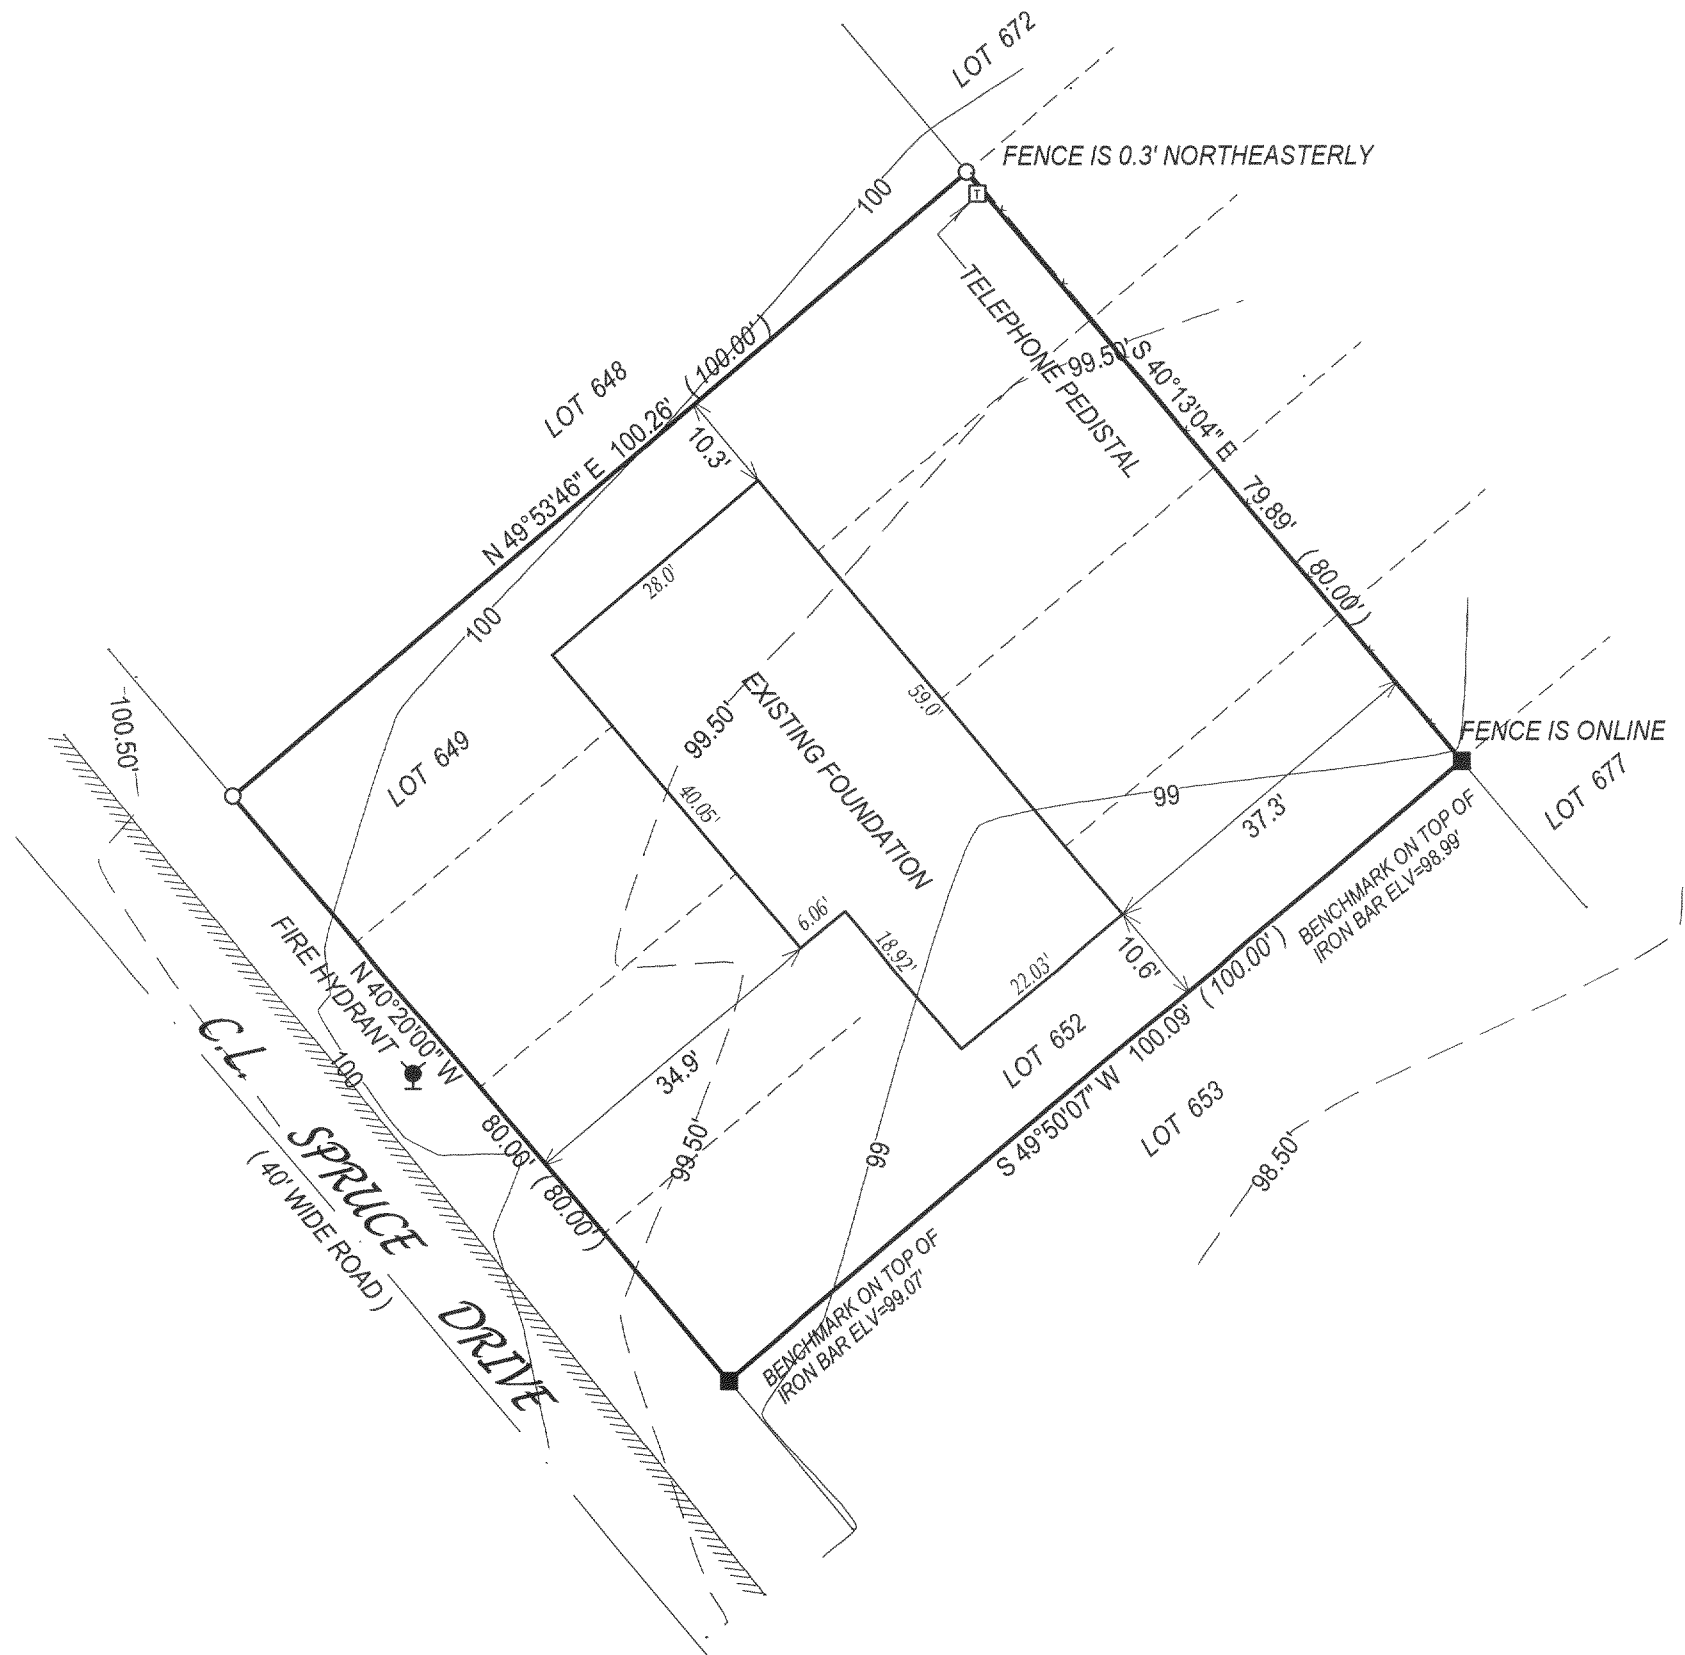 LOT 672
FENCE IS 0.3' NORTHEASTERLY
T
100
TELEPHONE PEDISTAL
99.50'
S 40°13'04" E 79.89' ( 80.00' )
LOT 648
N 49°53'46" E 100.26' ( 100.00' )
10.3'
28.0'
100
59.0'
EXISTING FOUNDATION
99.50'
40.05'
LOT 649
100.50'
FENCE IS ONLINE
LOT 677
99
37.3'
BENCHMARK ON TOP OF
IRON BAR ELV=98.99'
6.06'
18.92'
22.03'
10.6'
FIRE HYDRANT
N 40°20'00" W 80.00' ( 80.00' )
100
34.9'
99.50'
99
LOT 652
S 49°50'07" W 100.09' ( 100.00' )
LOT 653
98.50'
C.L. SPRUCE DRIVE
( 40' WIDE ROAD )
BENCHMARK ON TOP OF
IRON BAR ELV=99.07'